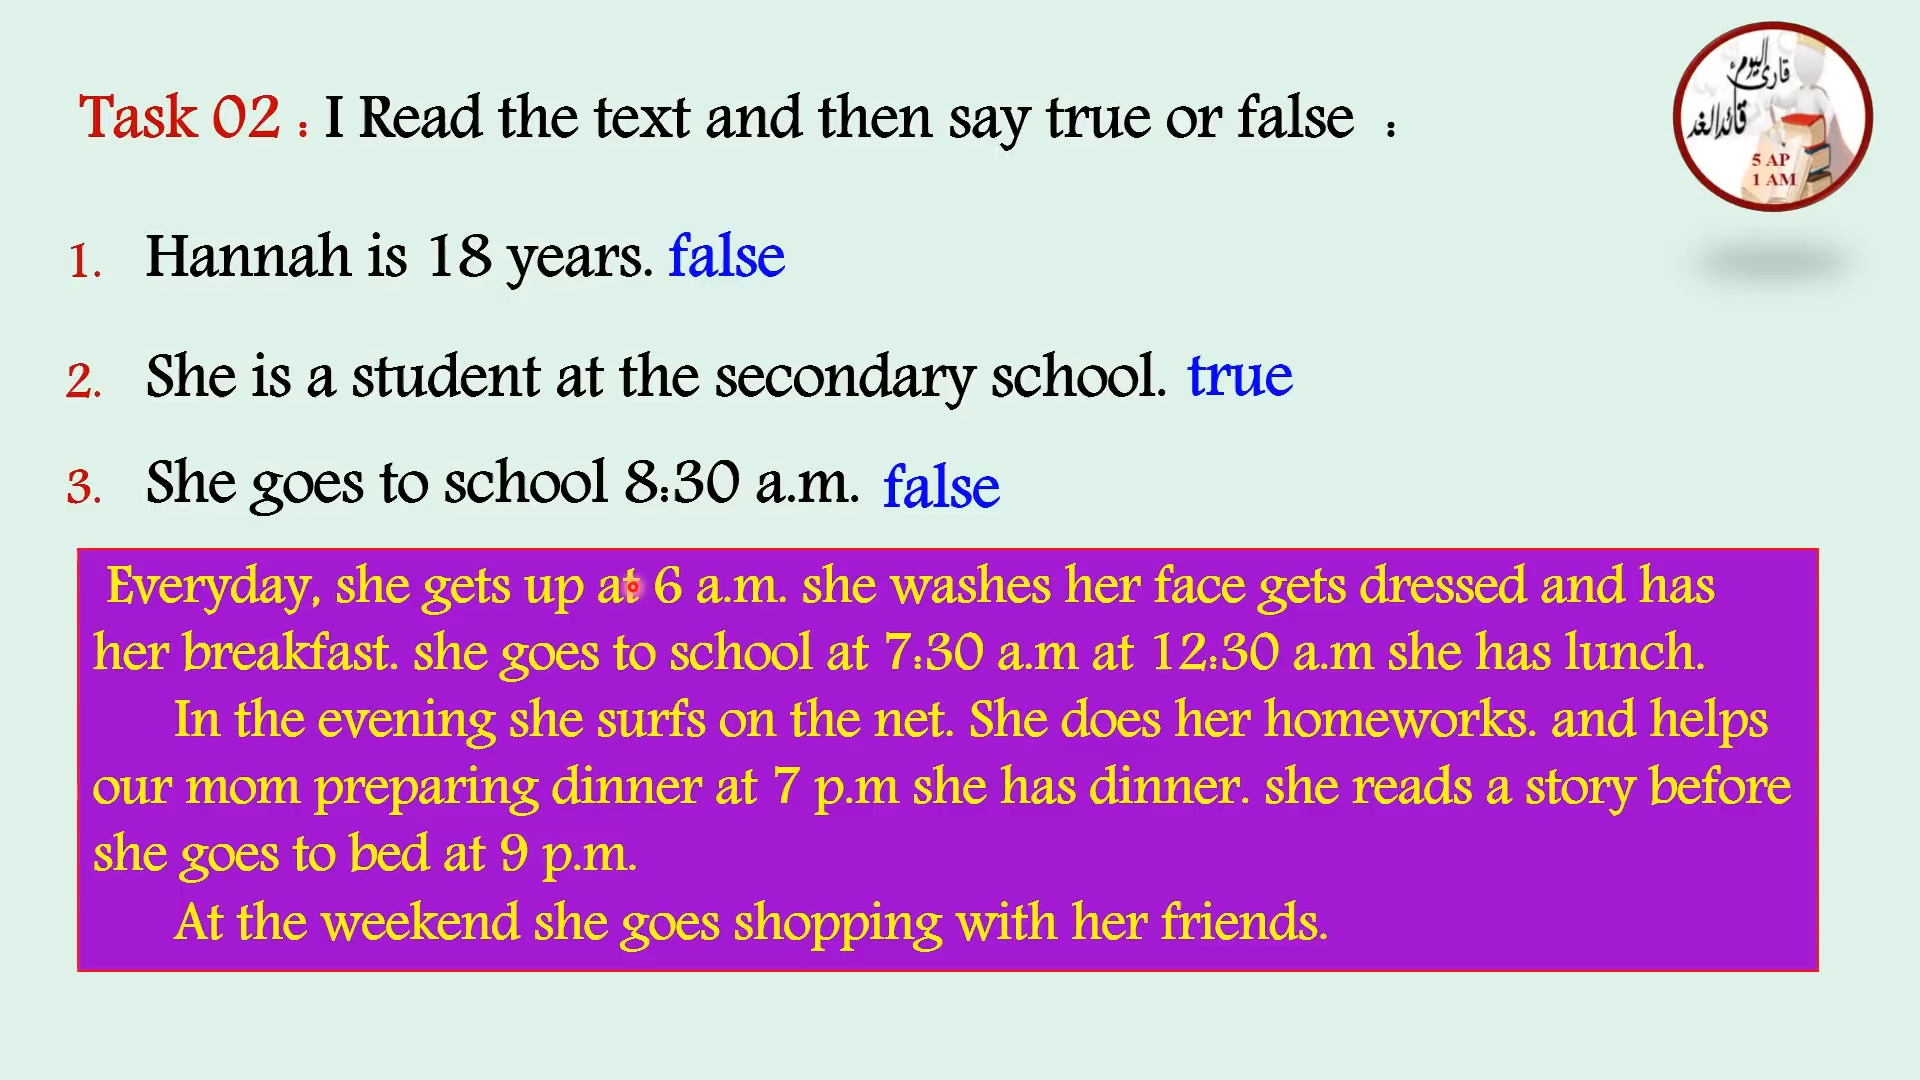 Task 02 : I Read the text and then say true or false :
قارئ اليوم
قائد الغد
5 AP
1 AM
1. Hannah is 18 years. false
2. She is a student at the secondary school. true
3. She goes to school 8:30 a.m. false
Everyday, she gets up at 6 a.m. she washes her face gets dressed and has
her breakfast. she goes to school at 7:30 a.m at 12:30 a.m she has lunch.
In the evening she surfs on the net. She does her homeworks. and helps
our mom preparing dinner at 7 p.m she has dinner. she reads a story before
she goes to bed at 9 p.m.
At the weekend she goes shopping with her friends.